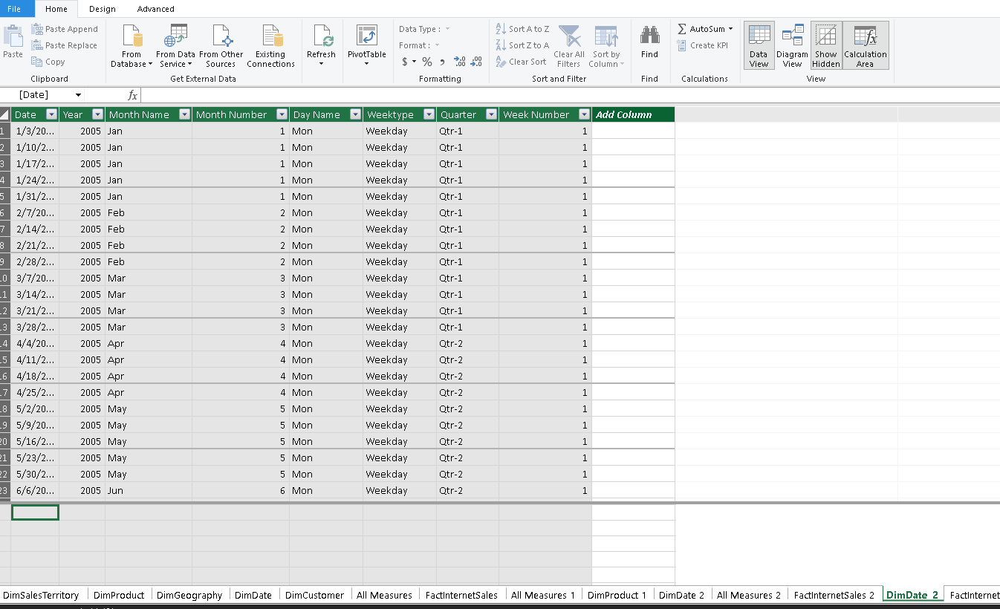 File Home Design Advanced
Paste Paste Append Paste Replace Copy
Clipboard
From Database From Data Service From Other Sources Existing Connections
Get External Data
Refresh
PivotTable
Data Type :
Format :
$ % , .00 .00
Formatting
Sort A to Z Sort Z to A Clear Sort
Clear All Filters Sort by Column
Sort and Filter
Find
Find
AutoSum
Create KPI
Calculations
Data View Diagram View Show Hidden Calculation Area
View
[Date] fx
Date Year Month Name Month Number Day Name Weektype Quarter Week Number Add Column
1 1/3/20... 2005 Jan 1 Mon Weekday Qtr-1 1
2 1/10/2... 2005 Jan 1 Mon Weekday Qtr-1 1
3 1/17/2... 2005 Jan 1 Mon Weekday Qtr-1 1
4 1/24/2... 2005 Jan 1 Mon Weekday Qtr-1 1
5 1/31/2... 2005 Jan 1 Mon Weekday Qtr-1 1
6 2/7/20... 2005 Feb 2 Mon Weekday Qtr-1 1
7 2/14/2... 2005 Feb 2 Mon Weekday Qtr-1 1
8 2/21/2... 2005 Feb 2 Mon Weekday Qtr-1 1
9 2/28/2... 2005 Feb 2 Mon Weekday Qtr-1 1
10 3/7/20... 2005 Mar 3 Mon Weekday Qtr-1 1
11 3/14/2... 2005 Mar 3 Mon Weekday Qtr-1 1
12 3/21/2... 2005 Mar 3 Mon Weekday Qtr-1 1
13 3/28/2... 2005 Mar 3 Mon Weekday Qtr-1 1
14 4/4/20... 2005 Apr 4 Mon Weekday Qtr-2 1
15 4/11/2... 2005 Apr 4 Mon Weekday Qtr-2 1
16 4/18/2... 2005 Apr 4 Mon Weekday Qtr-2 1
17 4/25/2... 2005 Apr 4 Mon Weekday Qtr-2 1
18 5/2/20... 2005 May 5 Mon Weekday Qtr-2 1
19 5/9/20... 2005 May 5 Mon Weekday Qtr-2 1
20 5/16/2... 2005 May 5 Mon Weekday Qtr-2 1
21 5/23/2... 2005 May 5 Mon Weekday Qtr-2 1
22 5/30/2... 2005 May 5 Mon Weekday Qtr-2 1
23 6/6/20... 2005 Jun 6 Mon Weekday Qtr-2 1
DimSalesTerritory DimProduct DimGeography DimDate DimCustomer All Measures FactInternetSales All Measures 1 DimProduct 1 DimDate 2 All Measures 2 FactInternetSales 2 DimDate_2 FactInternet